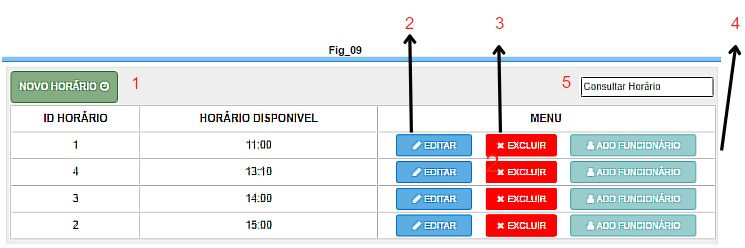 2 3 4
Fig_09
NOVO HORÁRIO 1 5 Consultar Horário
ID HORÁRIO HORÁRIO DISPONIVEL MENU
1 11:00 EDITAR EXCLUIR ADD FUNCIONÁRIO
2
4 13:10 EDITAR EXCLUIR ADD FUNCIONÁRIO
3 14:00 EDITAR EXCLUIR ADD FUNCIONÁRIO
2 15:00 EDITAR EXCLUIR ADD FUNCIONÁRIO